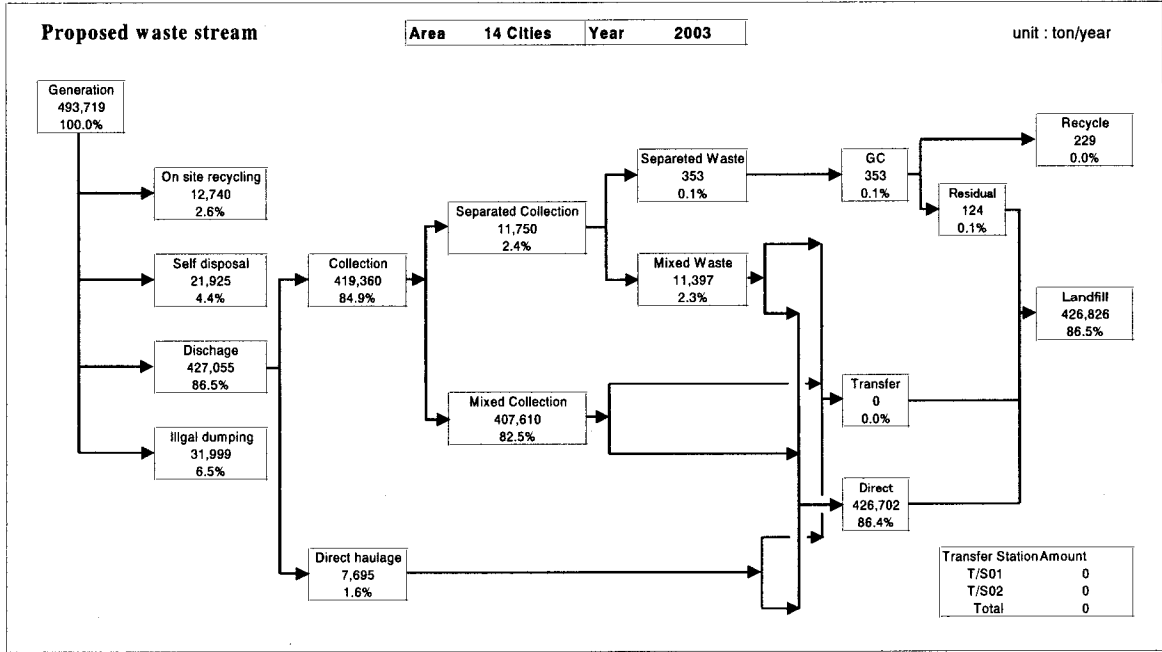 Proposed waste stream
Area 14 Cities Year 2003
unit : ton/year
Generation
493,719
100.0%
On site recycling
12,740
2.6%
Self disposal
21,925
4.4%
Dischage
427,055
86.5%
Illgal dumping
31,999
6.5%
Collection
419,360
84.9%
Direct haulage
7,695
1.6%
Separated Collection
11,750
2.4%
Mixed Collection
407,610
82.5%
Separeted Waste
353
0.1%
Mixed Waste
11,397
2.3%
GC
353
0.1%
Transfer
0
0.0%
Direct
426,702
86.4%
Recycle
229
0.0%
Residual
124
0.1%
Landfill
426,826
86.5%
Transfer Station Amount
T/S01 0
T/S02 0
Total 0